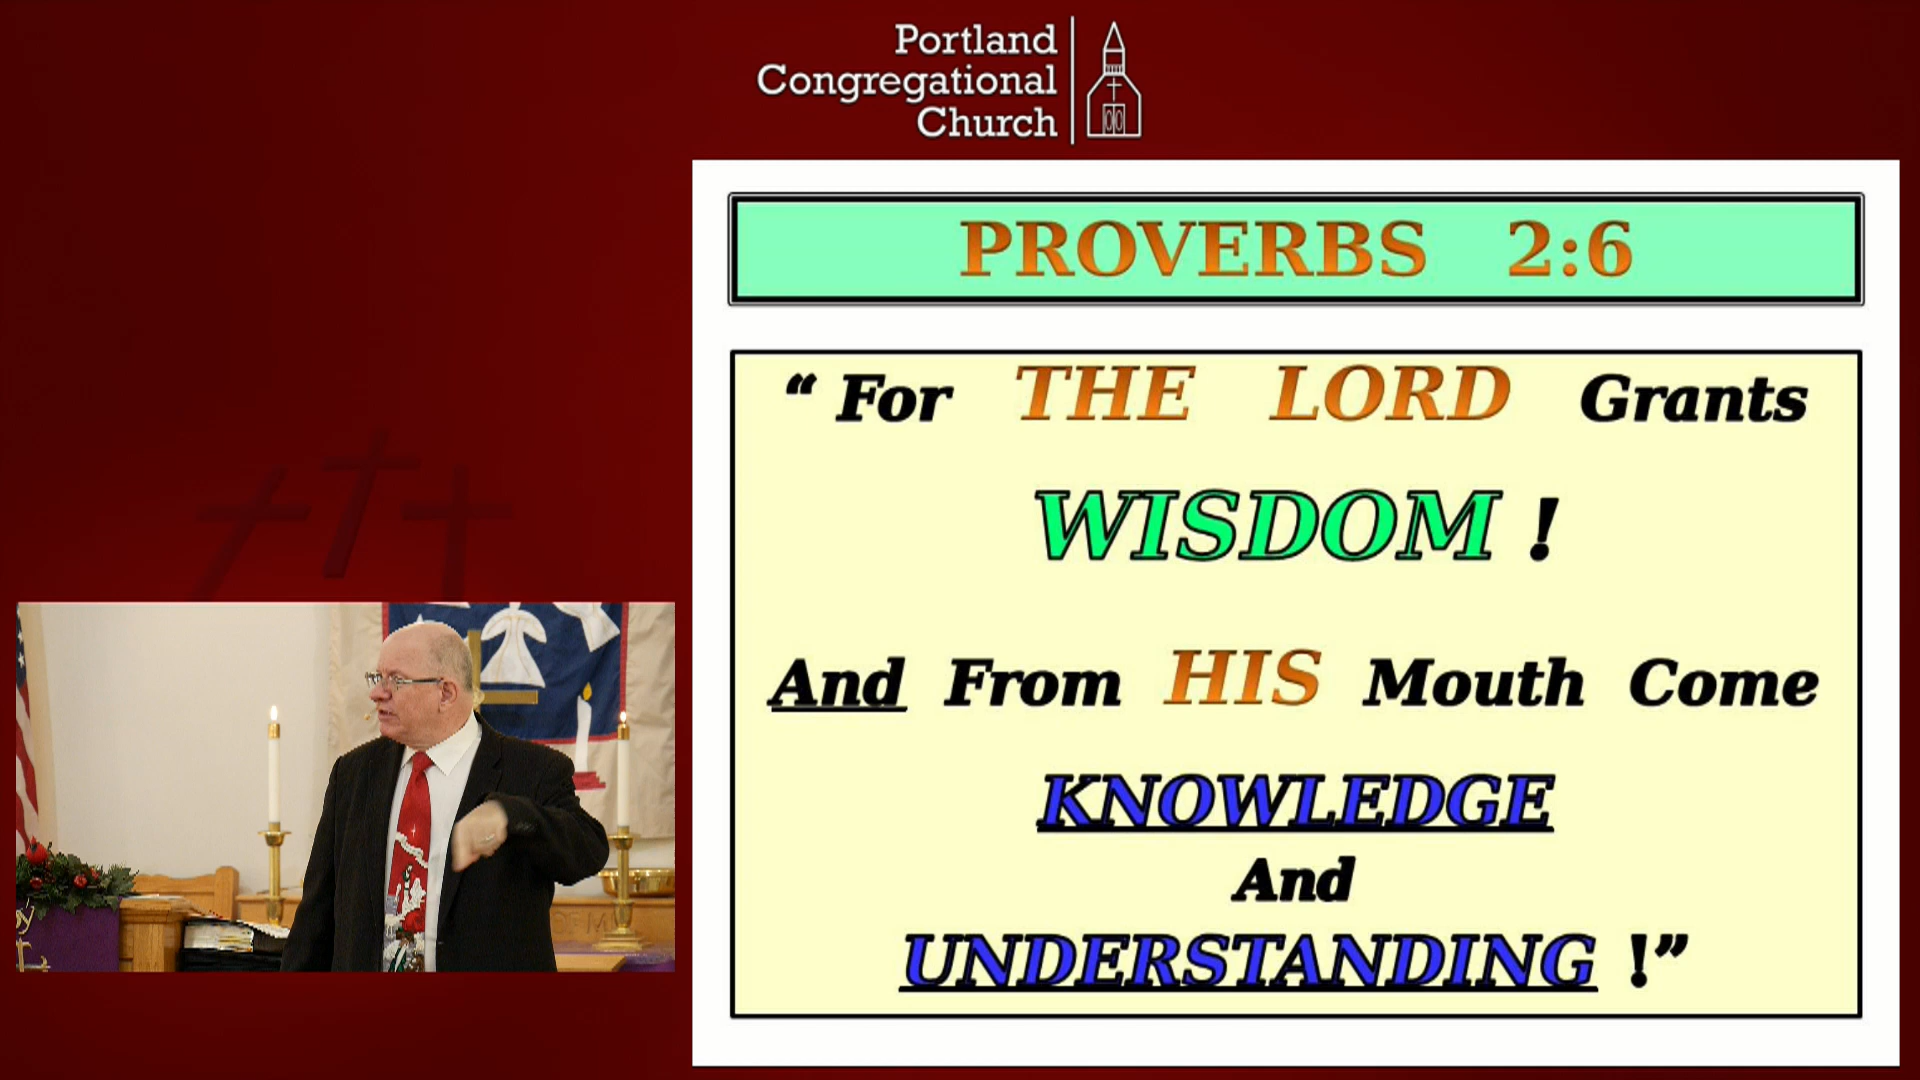 Portland
Congregational
Church
PROVERBS 2:6
“ For THE LORD Grants
WISDOM !
And From HIS Mouth Come
KNOWLEDGE
And
UNDERSTANDING !”